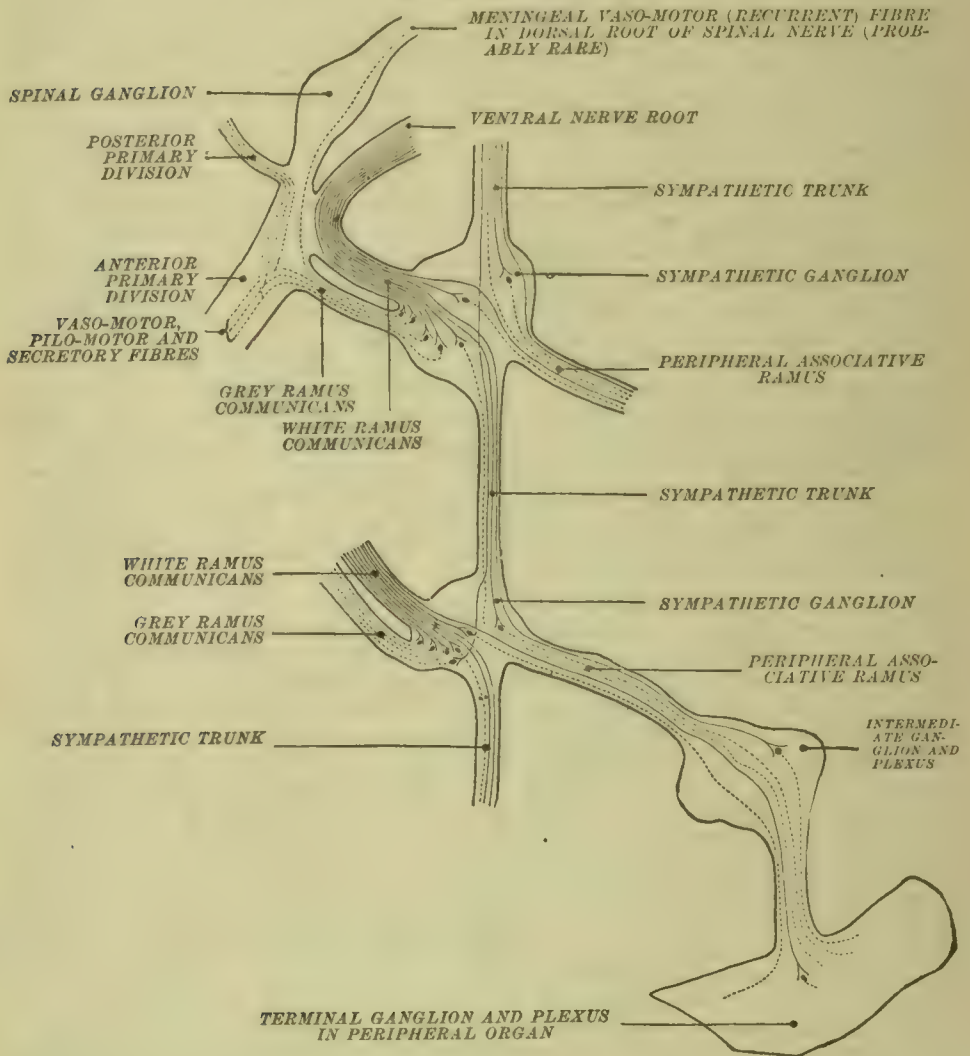 MENINGEAL VASO-MOTOR (RECURRENT) FIBRE
IN DORSAL ROOT OF SPINAL NERVE (PROB-
ABLY RARE)
SPINAL GANGLION
VENTRAL NERVE ROOT
POSTERIOR
PRIMARY
DIVISION
SYMPATHETIC TRUNK
ANTERIOR
PRIMARY
DIVISION
SYMPATHETIC GANGLION
VASO-MOTOR,
PILO-MOTOR AND
SECRETORY FIBRES
PERIPHERAL ASSOCIATIVE
RAMUS
GREY RAMUS
COMMUNICANS
WHITE RAMUS
COMMUNICANS
SYMPATHETIC TRUNK
WHITE RAMUS
COMMUNICANS
SYMPATHETIC GANGLION
GREY RAMUS
COMMUNICANS
PERIPHERAL ASSO-
CIATIVE RAMUS
SYMPATHETIC TRUNK
INTERMEDI-
ATE GAN-
GLION AND
PLEXUS
TERMINAL GANGLION AND PLEXUS
IN PERIPHERAL ORGAN